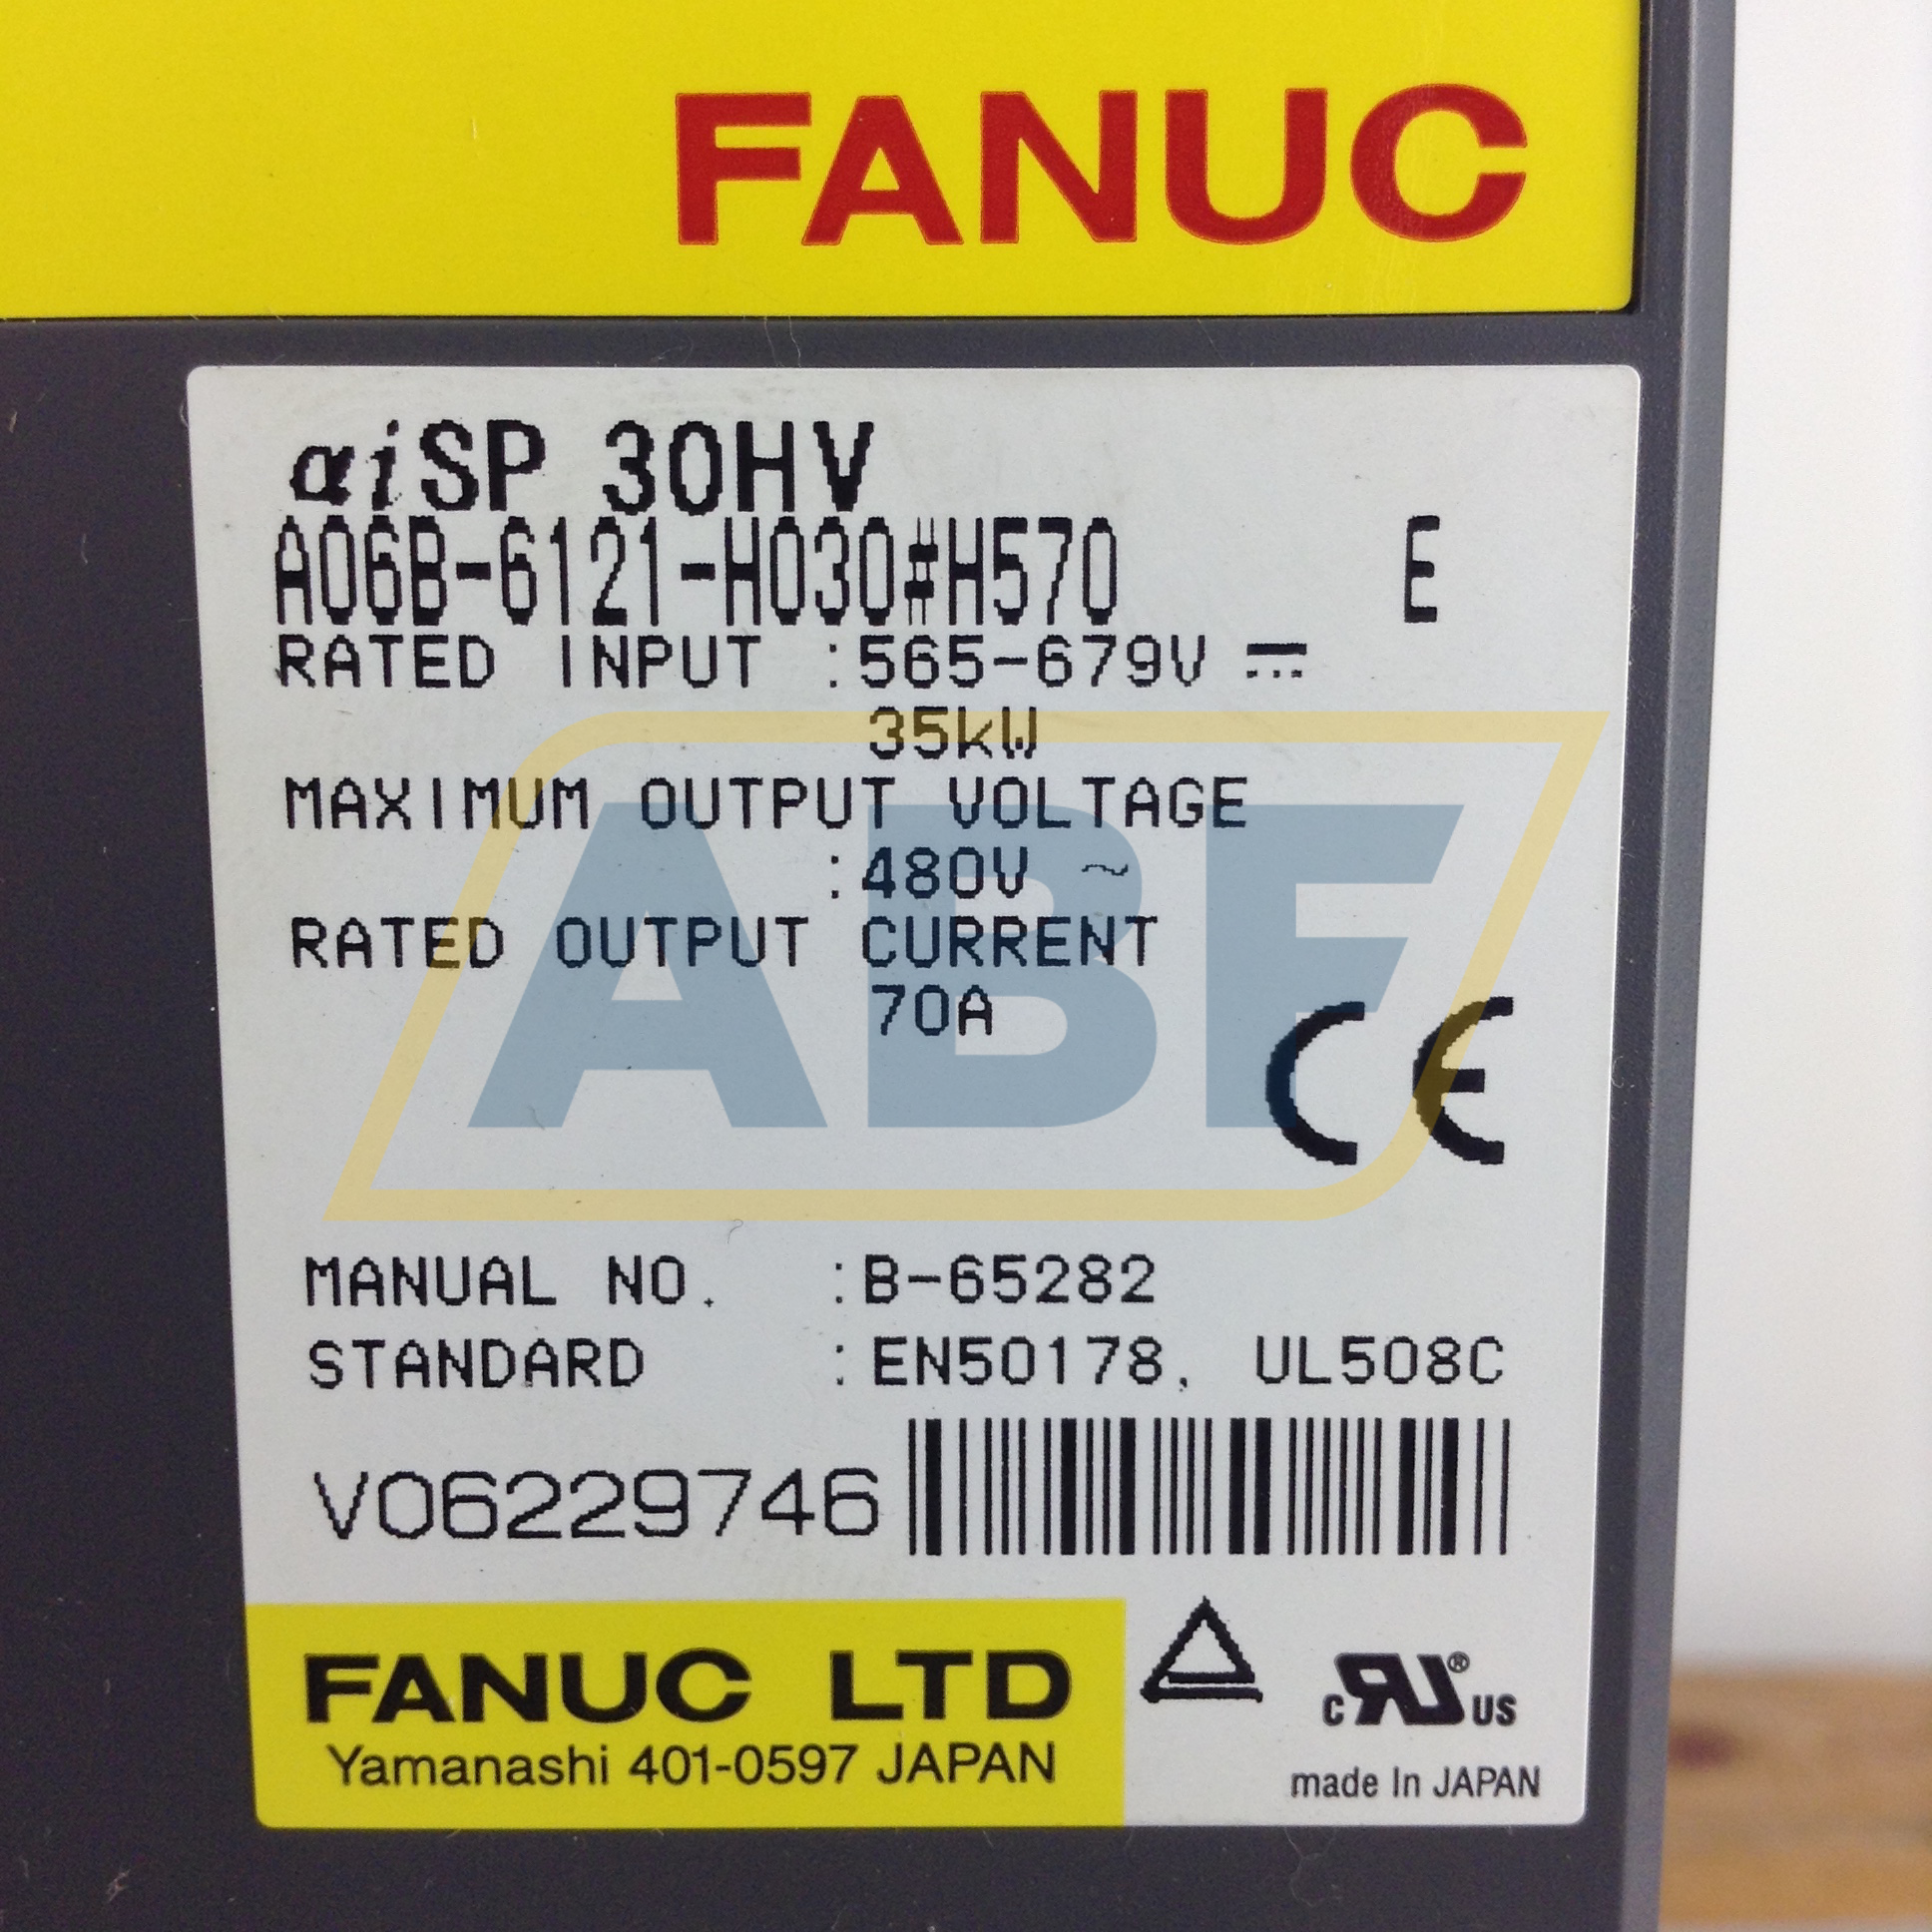 FANUC
αiSP 30HV
A06B-6121-H030#H570 E
RATED INPUT :565-679V ⎓
35kW
MAXIMUM OUTPUT VOLTAGE
:480V ~
RATED OUTPUT CURRENT
70A
ABF
CE
MANUAL NO. :B-65282
STANDARD :EN50178, UL508C
V06229746
FANUC LTD
Yamanashi 401-0597 JAPAN
c RU ® US
made In JAPAN